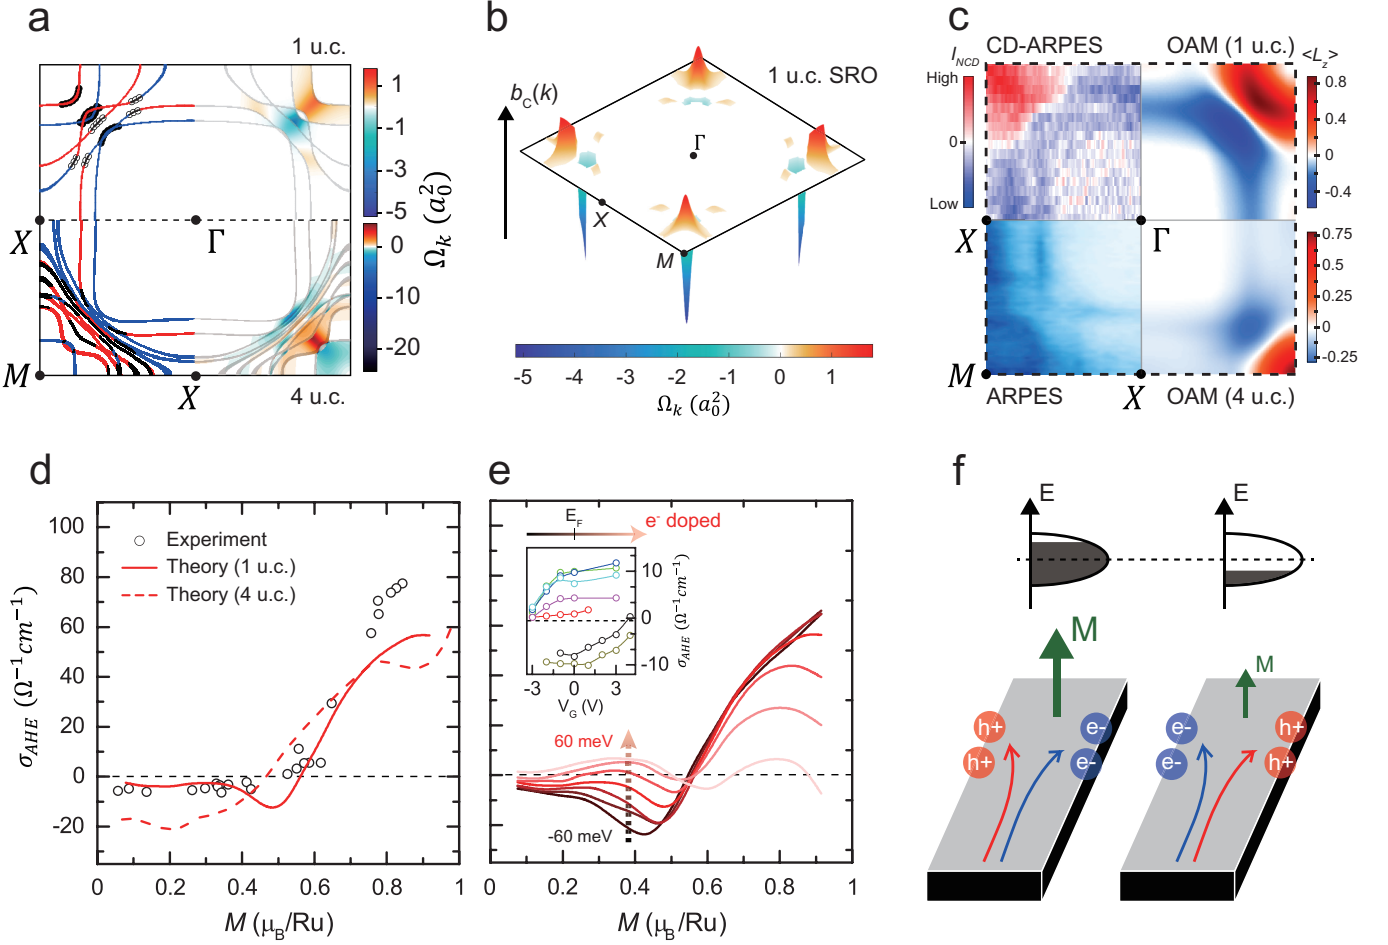 a
1 u.c.
X
Γ
M
X
4 u.c.
1
-1
-3
-5
0
-10
-20
Ωk (a₀²)
b
bC(k)
1 u.c. SRO
Γ
X
M
-5
-4
-3
-2
-1
0
1
Ωk (a₀²)
c
INCD
CD-ARPES
OAM (1 u.c.)
<Lz>
High
0
Low
0.8
0.4
0
-0.4
X
Γ
0.75
0.25
0
-0.25
M
X
ARPES
OAM (4 u.c.)
d
100
80
60
40
20
0
-20
σAHE (Ω⁻¹cm⁻¹)
Experiment
Theory (1 u.c.)
Theory (4 u.c.)
0
0.2
0.4
0.6
0.8
1
M (μB/Ru)
e
EF
e⁻ doped
10
0
-10
σAHE (Ω⁻¹cm⁻¹)
-3
0
3
VG (V)
60 meV
-60 meV
0
0.2
0.4
0.6
0.8
1
M (μB/Ru)
f
E
E
M
M
h+
h+
e-
e-
e-
e-
h+
h+